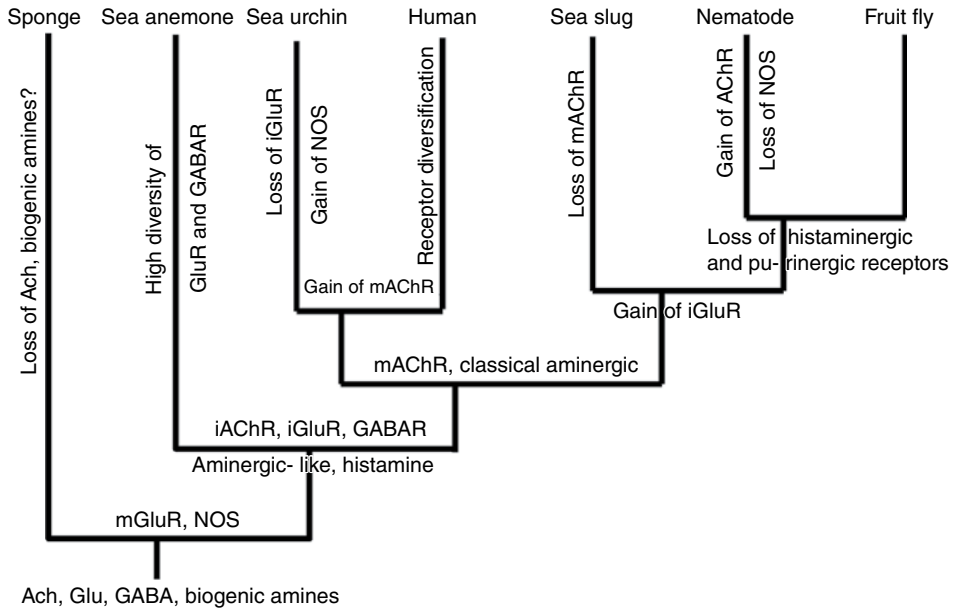 Sponge
Sea anemone
Sea urchin
Human
Sea slug
Nematode
Fruit fly
Loss of Ach, biogenic amines?
High diversity of
GluR and GABAR
Loss of iGluR
Gain of NOS
Receptor diversification
Loss of mAChR
Gain of AChR
Loss of NOS
Loss of histaminergic
and pu- rinergic receptors
Gain of mAChR
Gain of iGluR
mAChR, classical aminergic
iAChR, iGluR, GABAR
Aminergic- like, histamine
mGluR, NOS
Ach, Glu, GABA, biogenic amines